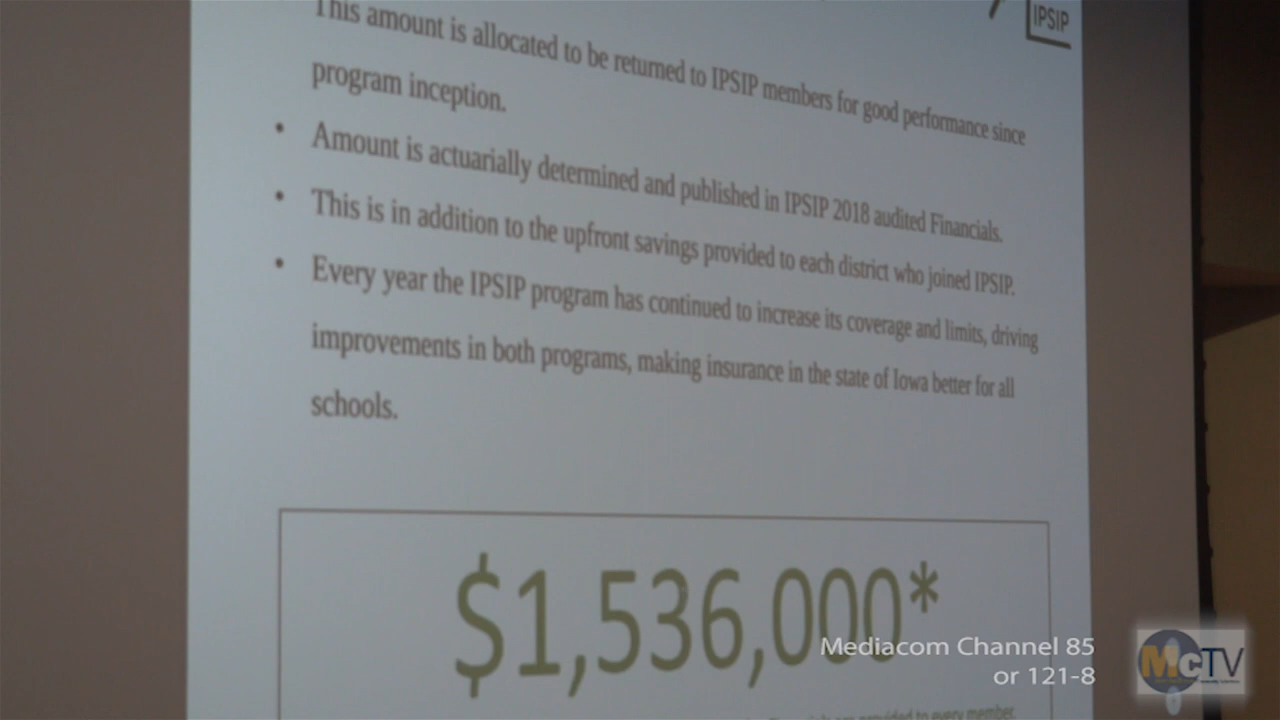 IPSIP
This amount is allocated to be returned to IPSIP members for good performance since
program inception.
• Amount is actuarially determined and published in IPSIP 2018 audited Financials.
• This is in addition to the upfront savings provided to each district who joined IPSIP.
• Every year the IPSIP program has continued to increase its coverage and limits, driving
improvements in both programs, making insurance in the state of Iowa better for all
schools.
$1,536,000*
provided to every member.
Mediacom Channel 85
or 121-8
McTV